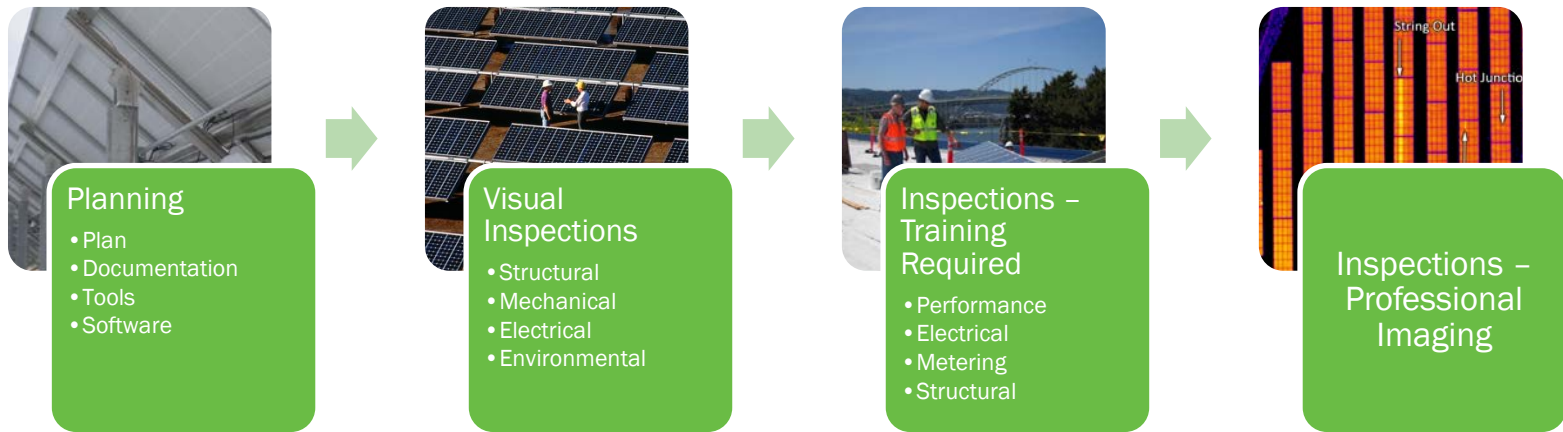 Planning
•Plan
•Documentation
•Tools
•Software
Visual
Inspections
•Structural
•Mechanical
•Electrical
•Environmental
Inspections –
Training
Required
•Performance
•Electrical
•Metering
•Structural
String Out
Hot Junctio
Inspections –
Professional
Imaging